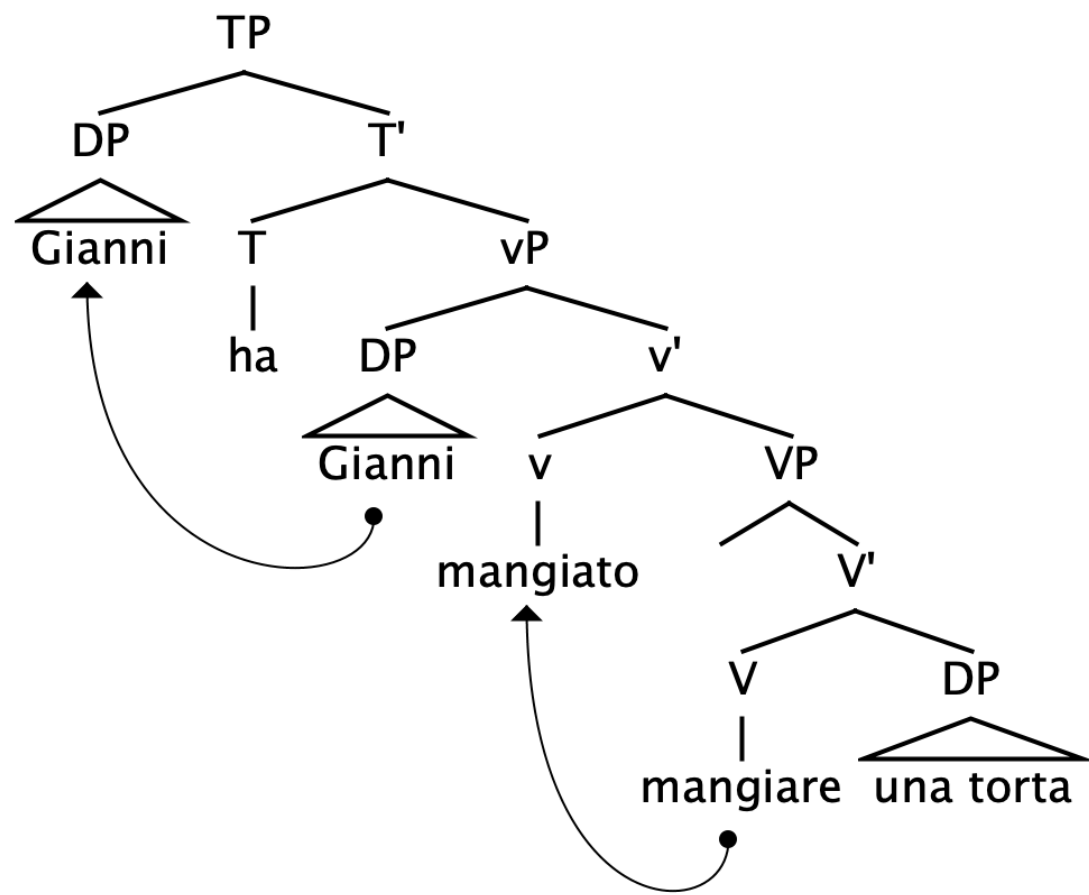 TP
DP T'
Gianni T vP
ha DP v'
Gianni v VP
mangiato V'
V DP
mangiare una torta